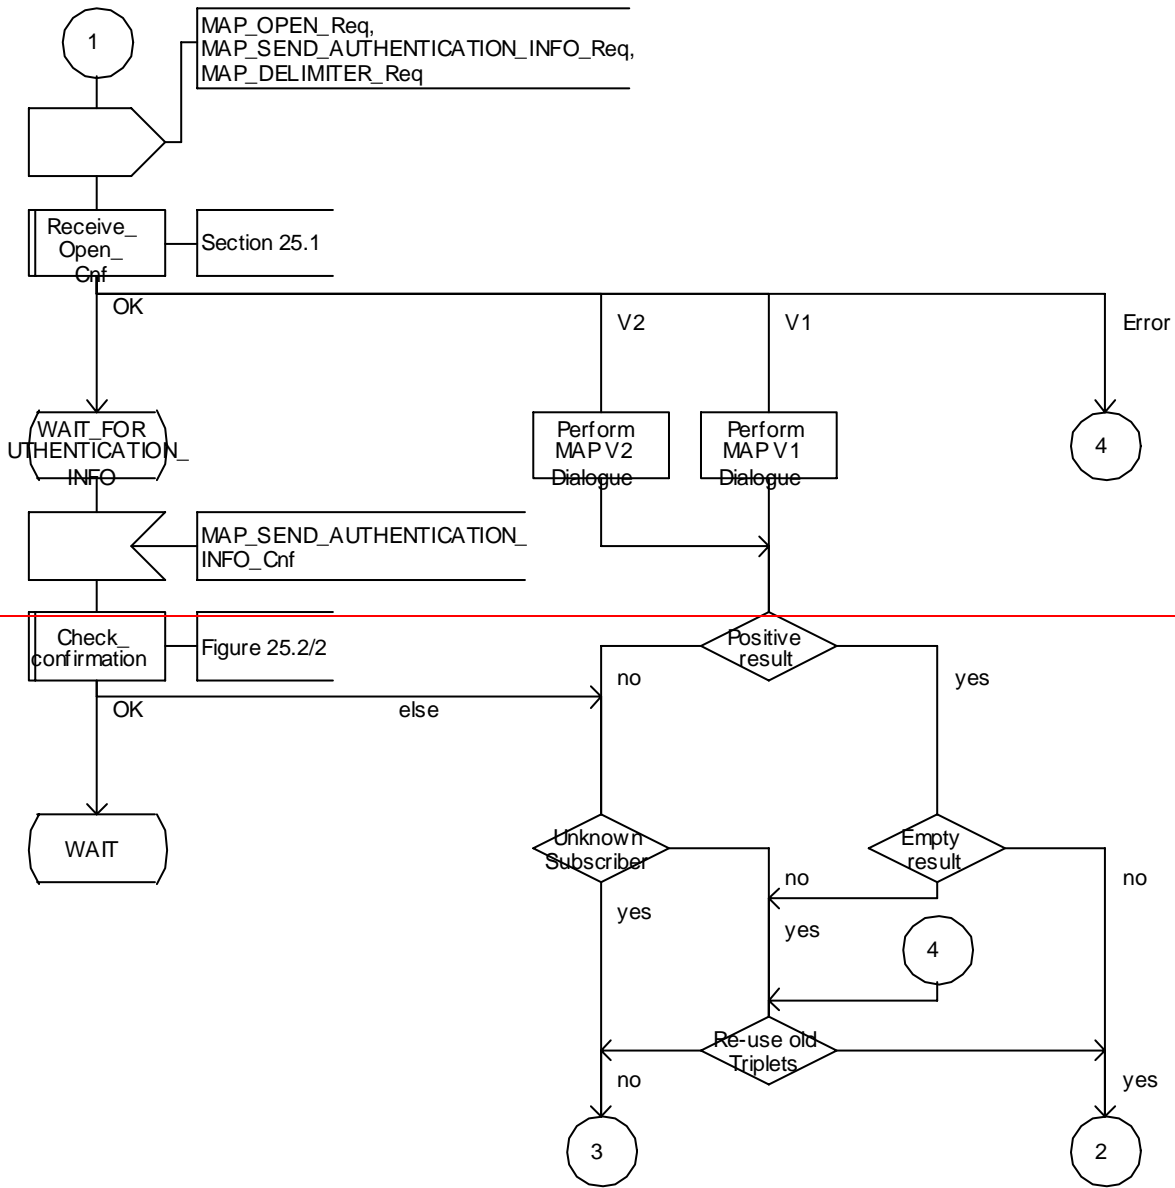 1
MAP_OPEN_Req,
MAP_SEND_AUTHENTICATION_INFO_Req,
MAP_DELIMITER_Req
Receive_
Open_
Cnf
Section 25.1
OK
V2
V1
Error
WAIT_FOR
UTHENTICATION_
INFO
Perform
MAP V2
Dialogue
Perform
MAP V1
Dialogue
4
MAP_SEND_AUTHENTICATION_
INFO_Cnf
Check_
confirmation
Figure 25.2/2
Positive
result
no
yes
OK
else
WAIT
Unknown
Subscriber
Empty
result
no
no
yes
yes
4
Re-use old
Triplets
no
yes
3
2